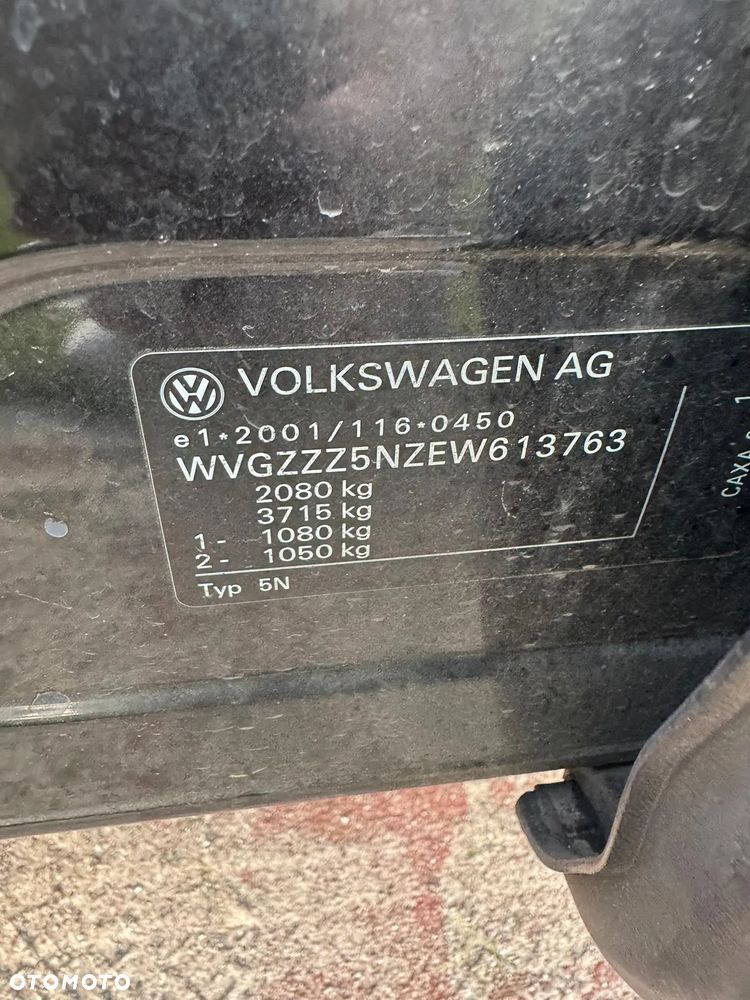 VOLKSWAGEN AG
e1*2001/116*0450
WVGZZZ5NZEW613763
2080 kg
3715 kg
1- 1080 kg
2- 1050 kg
Typ 5N
CAXA
OTOMOTO